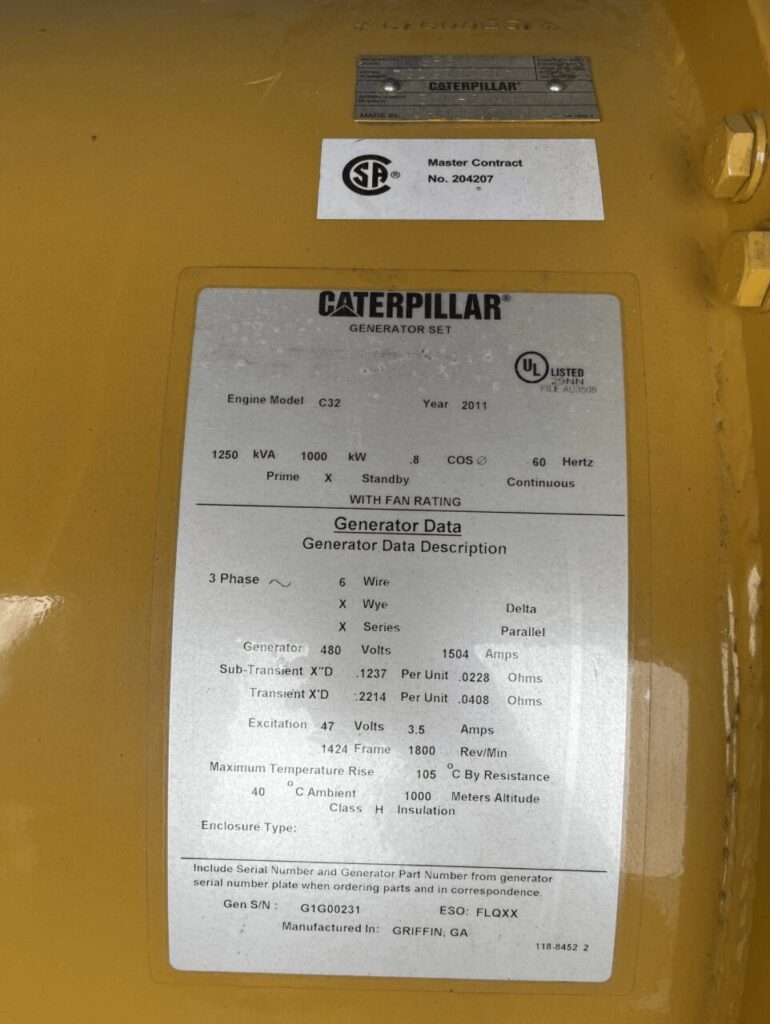 CATERPILLAR
MADE IN:
CSA® Master Contract
No. 204207
CATERPILLAR®
GENERATOR SET
UL® LISTED
29NN
Engine Model C32 Year 2011
1250 kVA 1000 kW .8 COS∅ 60 Hertz
Prime X Standby Continuous
WITH FAN RATING
Generator Data
Generator Data Description
3 Phase ~ 6 Wire
X Wye Delta
X Series Parallel
Generator 480 Volts 1504 Amps
Sub-Transient X"D .1237 Per Unit .0228 Ohms
Transient X'D .2214 Per Unit .0408 Ohms
Excitation 47 Volts 3.5 Amps
1424 Frame 1800 Rev/Min
Maximum Temperature Rise 105 °C By Resistance
40 °C Ambient 1000 Meters Altitude
Class H Insulation
Enclosure Type:
Include Serial Number and Generator Part Number from generator
serial number plate when ordering parts and in correspondence.
Gen S/N : G1G00231 ESO: FLQXX
Manufactured In: GRIFFIN, GA
118-8452 2